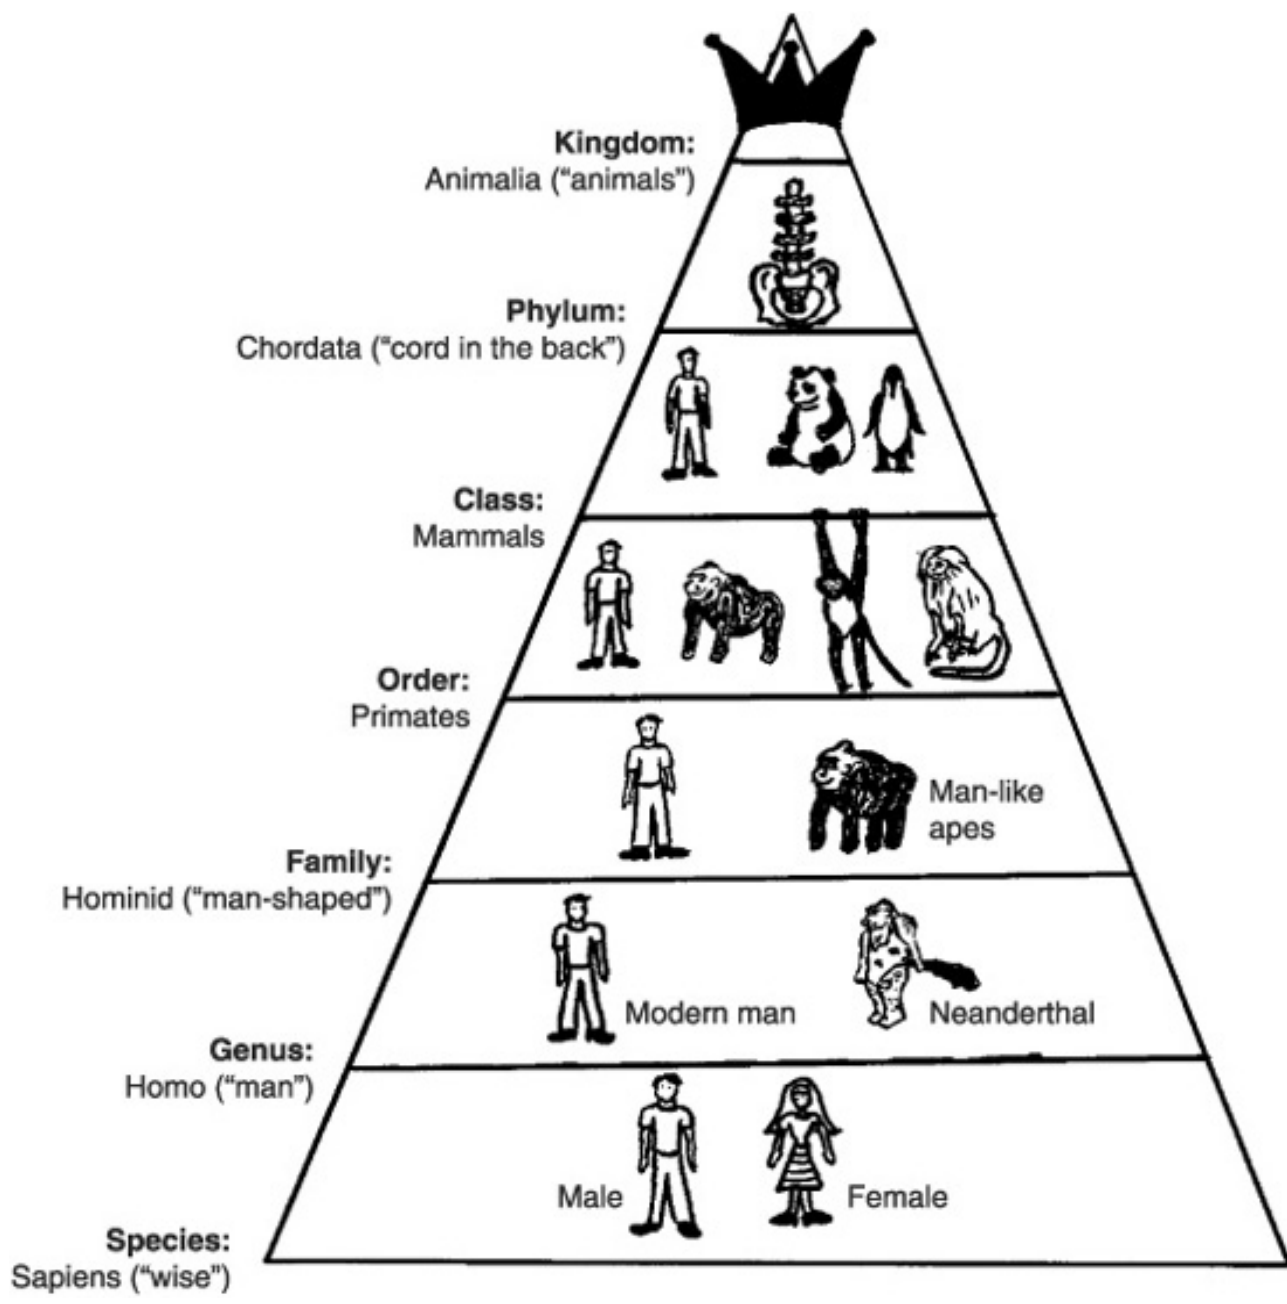 Kingdom:
Animalia (“animals”)
Phylum:
Chordata (“cord in the back”)
Class:
Mammals
Order:
Primates
Man-like
apes
Family:
Hominid (“man-shaped”)
Modern man
Neanderthal
Genus:
Homo (“man”)
Male
Female
Species:
Sapiens (“wise”)